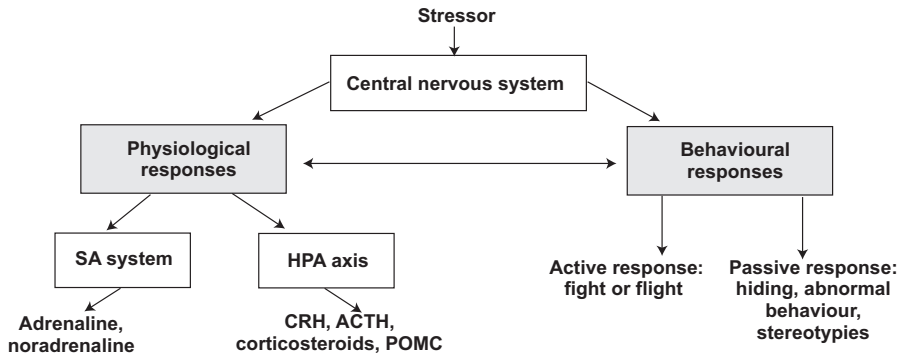 Stressor
Central nervous system
Physiological
responses
Behavioural
responses
SA system
HPA axis
Active response:
fight or flight
Passive response:
hiding, abnormal
behaviour,
stereotypies
Adrenaline,
noradrenaline
CRH, ACTH,
corticosteroids, POMC